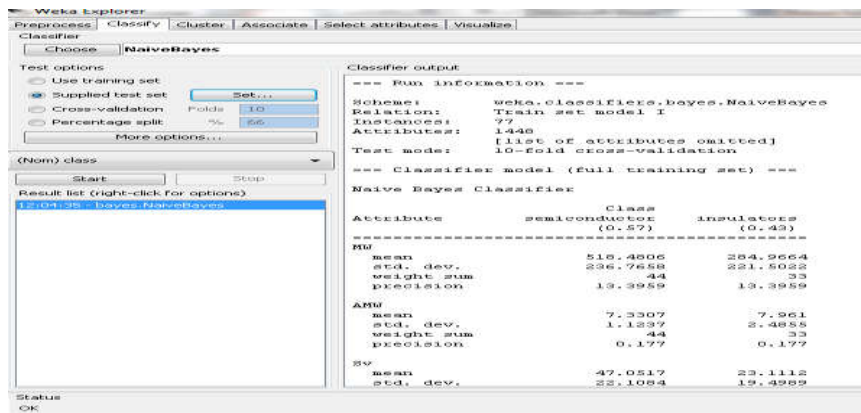 Weka Explorer
Preprocess Classify Cluster Associate Select attributes Visualize
Classifier
Choose NaiveBayes
Test options
Use training set
Supplied test set Set...
Cross-validation Folds 10
Percentage split % 66
More options...
(Nom) class
Start Stop
Result list (right-click for options)
12:04:35 - bayes.NaiveBayes
Classifier output
=== Run information ===
Scheme: weka.classifiers.bayes.NaiveBayes
Relation: Train set model I
Instances: 77
Attributes: 1448
[list of attributes omitted]
Test mode: 10-fold cross-validation
=== Classifier model (full training set) ===
Naive Bayes Classifier
Class
Attribute semiconductor insulators
(0.57) (0.43)
MW
mean 518.4806 284.9664
std. dev. 236.7658 221.5022
weight sum 44 33
precision 13.3959 13.3959
AMW
mean 7.3307 7.961
std. dev. 1.1237 2.4855
weight sum 44 33
precision 0.177 0.177
Sv
mean 47.0517 23.1112
std. dev. 22.1084 19.4989
Status
OK